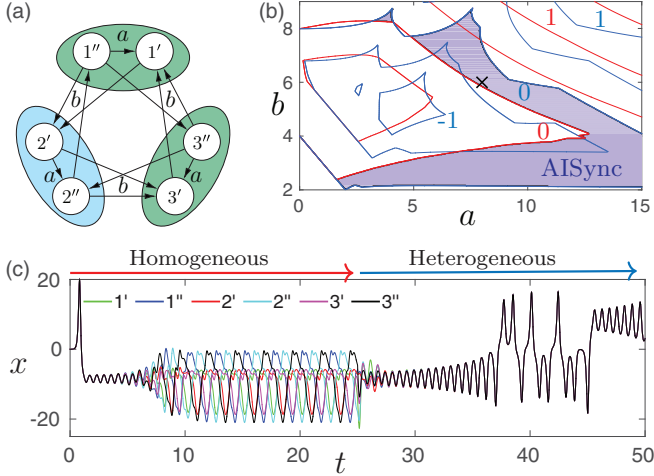 (a)
1′′ a 1′
b b
2′ 3′′
a a
2′′ b 3′
(b)
8
6
4
2
b
0 5 10 15
a
1 1
0
-1
0
AISync
(c)
Homogeneous Heterogeneous
20
0
-20
x
1′ 1′′ 2′ 2′′ 3′ 3′′
0 10 20 30 40 50
t